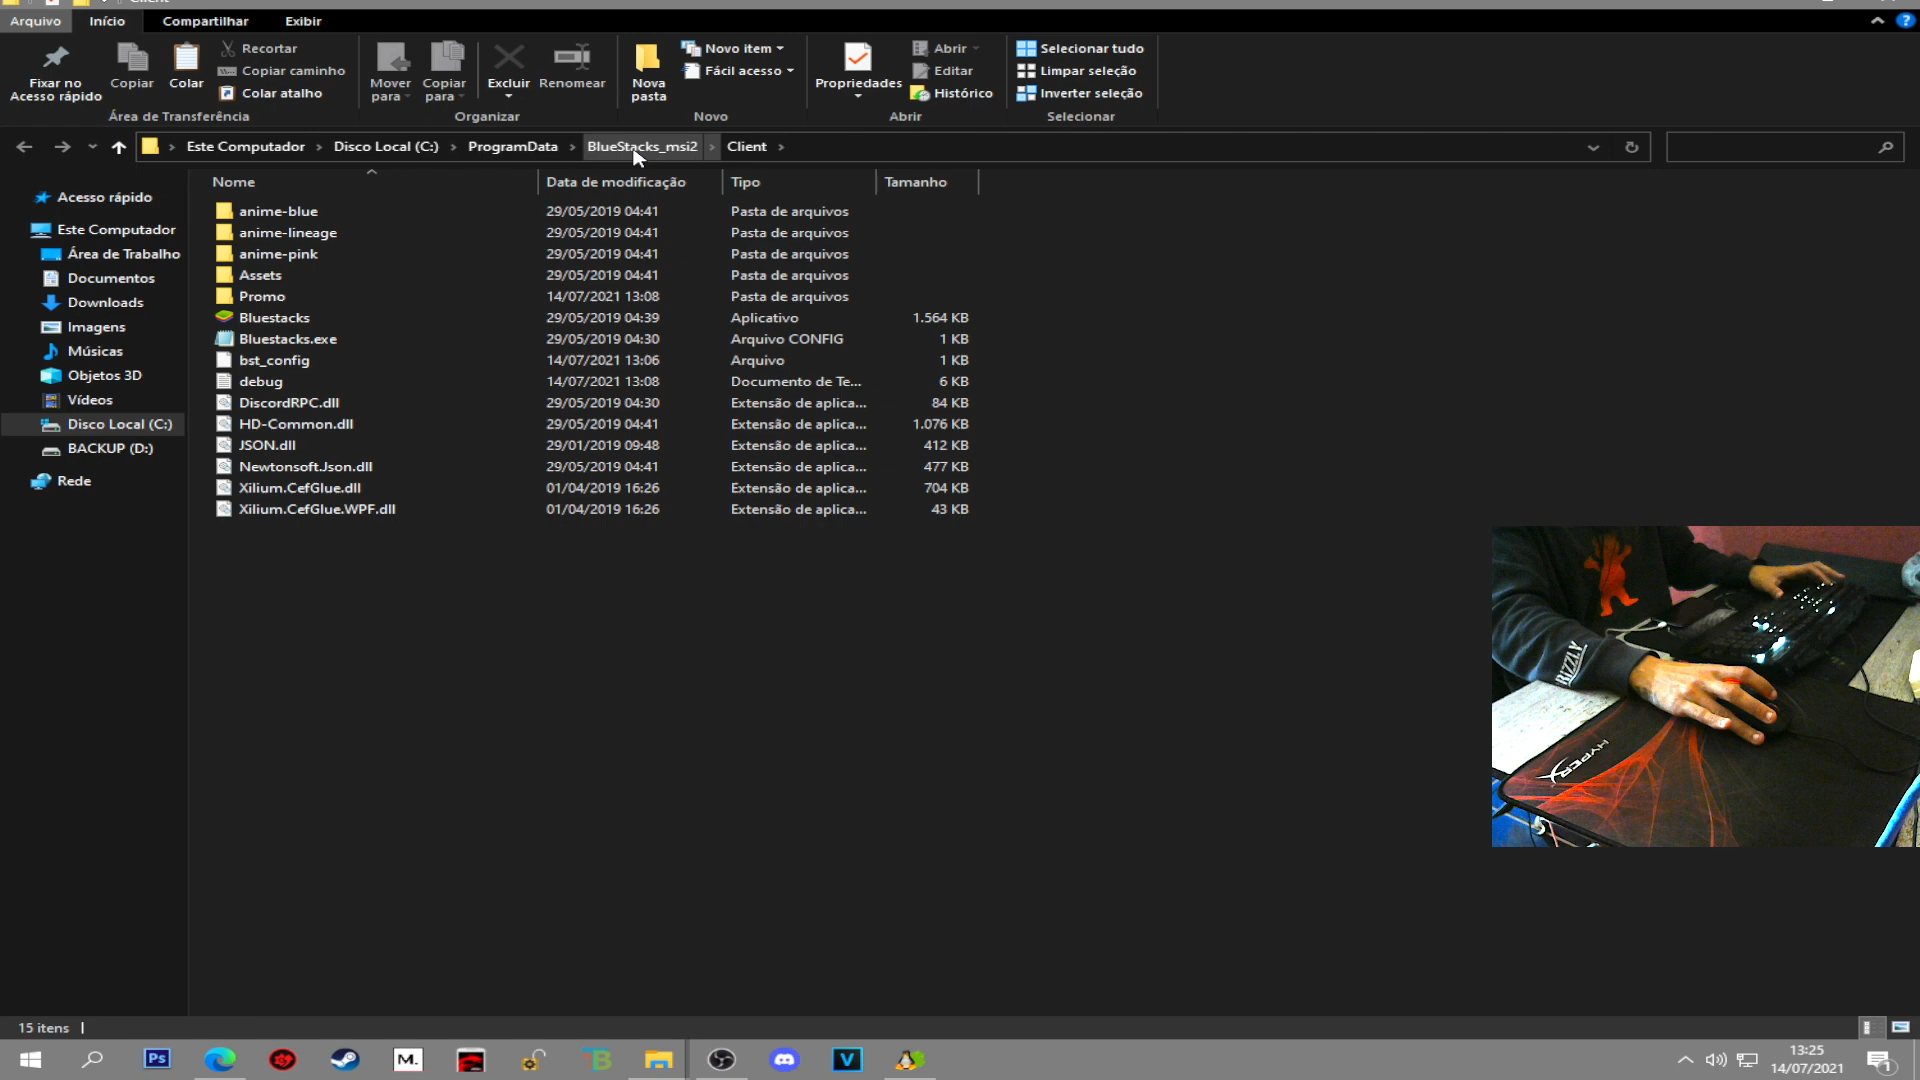 Client
Arquivo Início Compartilhar Exibir
Fixar no Acesso rápido
Copiar
Colar
Recortar
Copiar caminho
Colar atalho
Área de Transferência
Mover para
Copiar para
Excluir
Renomear
Organizar
Nova pasta
Novo item
Fácil acesso
Novo
Propriedades
Abrir
Editar
Histórico
Abrir
Selecionar tudo
Limpar seleção
Inverter seleção
Selecionar
Este Computador > Disco Local (C:) > ProgramData > BlueStacks_msi2 > Client >
Acesso rápido
Este Computador
Área de Trabalho
Documentos
Downloads
Imagens
Músicas
Objetos 3D
Vídeos
Disco Local (C:)
BACKUP (D:)
Rede
Nome Data de modificação Tipo Tamanho
anime-blue 29/05/2019 04:41 Pasta de arquivos
anime-lineage 29/05/2019 04:41 Pasta de arquivos
anime-pink 29/05/2019 04:41 Pasta de arquivos
Assets 29/05/2019 04:41 Pasta de arquivos
Promo 14/07/2021 13:08 Pasta de arquivos
Bluestacks 29/05/2019 04:39 Aplicativo 1.564 KB
Bluestacks.exe 29/05/2019 04:30 Arquivo CONFIG 1 KB
bst_config 14/07/2021 13:06 Arquivo 1 KB
debug 14/07/2021 13:08 Documento de Te... 6 KB
DiscordRPC.dll 29/05/2019 04:30 Extensão de aplica... 84 KB
HD-Common.dll 29/05/2019 04:41 Extensão de aplica... 1.076 KB
JSON.dll 29/01/2019 09:48 Extensão de aplica... 412 KB
Newtonsoft.Json.dll 29/05/2019 04:41 Extensão de aplica... 477 KB
Xilium.CefGlue.dll 01/04/2019 16:26 Extensão de aplica... 704 KB
Xilium.CefGlue.WPF.dll 01/04/2019 16:26 Extensão de aplica... 43 KB
RIZZLY
HYPERX
15 itens
Ps
M.
TB
V
13:25
14/07/2021
1